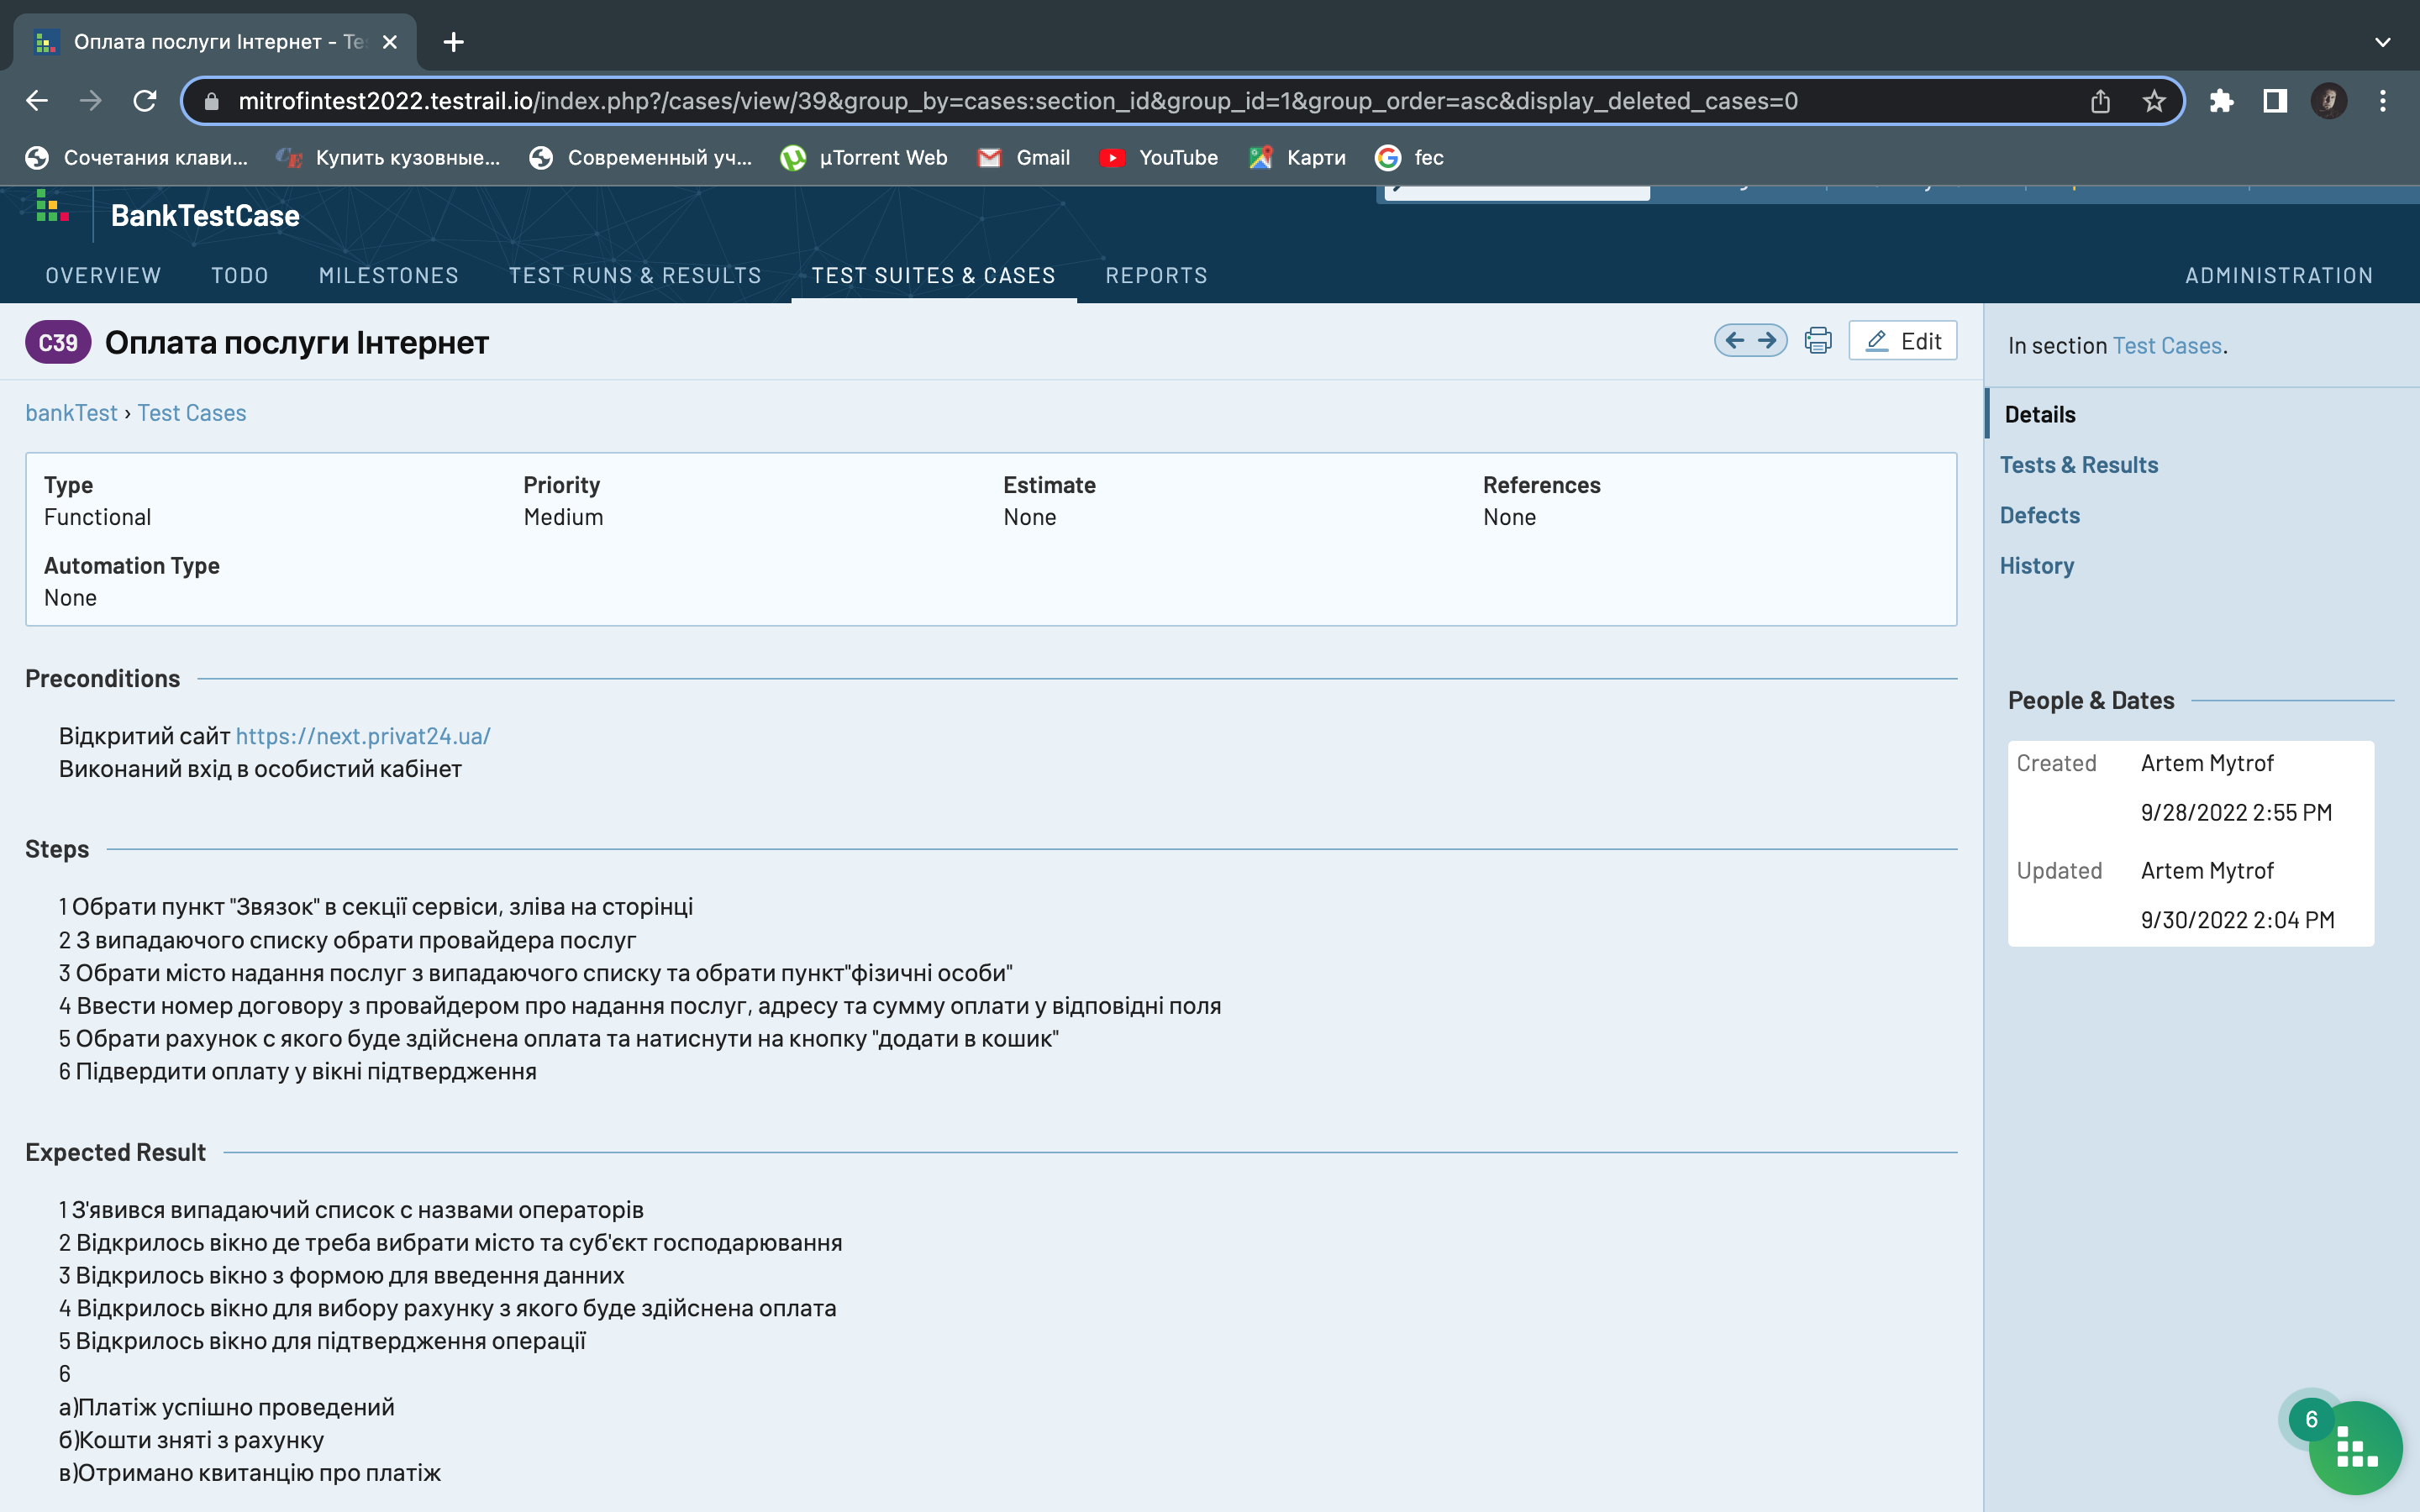 Оплата послуги Інтернет - Te
mitrofintest2022.testrail.io/index.php?/cases/view/39&group_by=cases:section_id&group_id=1&group_order=asc&display_deleted_cases=0
Сочетания клави... Купить кузовные... Современный уч... µTorrent Web Gmail YouTube Карти fec
BankTestCase
OVERVIEW TODO MILESTONES TEST RUNS & RESULTS TEST SUITES & CASES REPORTS ADMINISTRATION
C39 Оплата послуги Інтернет Edit
In section Test Cases.
bankTest › Test Cases
Details
Tests & Results
Defects
History
Type Priority Estimate References
Functional Medium None None
Automation Type
None
Preconditions
Відкритий сайт https://next.privat24.ua/
Виконаний вхід в особистий кабінет
People & Dates
Created Artem Mytrof
9/28/2022 2:55 PM
Updated Artem Mytrof
9/30/2022 2:04 PM
Steps
1 Обрати пункт "Звязок" в секції сервіси, зліва на сторінці
2 З випадаючого списку обрати провайдера послуг
3 Обрати місто надання послуг з випадаючого списку та обрати пункт"фізичні особи"
4 Ввести номер договору з провайдером про надання послуг, адресу та сумму оплати у відповідні поля
5 Обрати рахунок с якого буде здійснена оплата та натиснути на кнопку "додати в кошик"
6 Підвердити оплату у вікні підтвердження
Expected Result
1 З'явився випадаючий список с назвами операторів
2 Відкрилось вікно де треба вибрати місто та суб'єкт господарювання
3 Відкрилось вікно з формою для введення данних
4 Відкрилось вікно для вибору рахунку з якого буде здійснена оплата
5 Відкрилось вікно для підтвердження операції
6
а)Платіж успішно проведений
б)Кошти зняті з рахунку
в)Отримано квитанцію про платіж
6